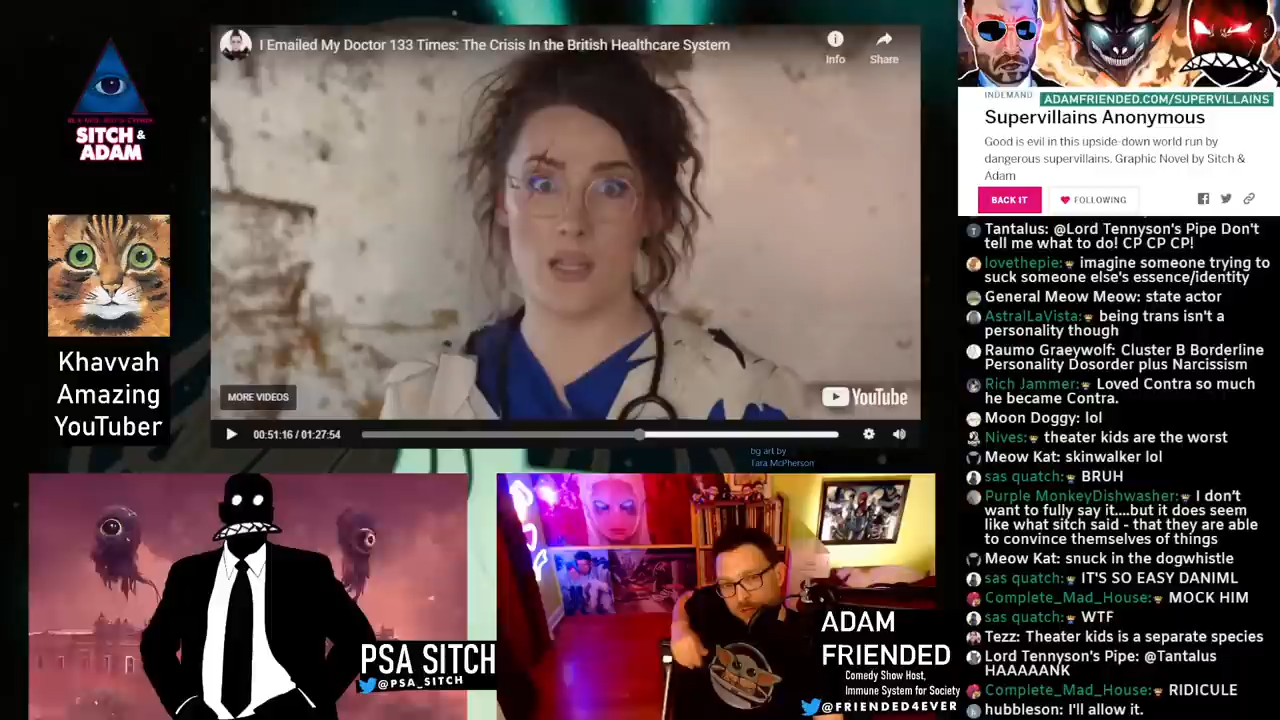 I Emailed My Doctor 133 Times: The Crisis In the British Healthcare System
Info
Share
MORE VIDEOS
YouTube
00:51:16 / 01:27:54
SITCH &
ADAM
Khavvah
Amazing
YouTuber
bg art by
Tara McPherson
PSA SITCH
@PSA_SITCH
ADAM
FRIENDED
Comedy Show Host,
Immune System for Society
@FRIENDED4EVER
INDEMAND
ADAMFRIENDED.COM/SUPERVILLAINS
Supervillains Anonymous
Good is evil in this upside-down world run by
dangerous supervillains. Graphic Novel by Sitch &
Adam
BACK IT
FOLLOWING
Tantalus: @Lord Tennyson's Pipe Don't
tell me what to do! CP CP CP!
lovethepie: imagine someone trying to
suck someone else's essence/identity
General Meow Meow: state actor
AstralLaVista: being trans isn't a
personality though
Raumo Graeywolf: Cluster B Borderline
Personality Dosorder plus Narcissism
Rich Jammer: Loved Contra so much
he became Contra.
Moon Doggy: lol
Nives: theater kids are the worst
Meow Kat: skinwalker lol
sas quatch: BRUH
Purple MonkeyDishwasher: I don't
want to fully say it....but it does seem
like what sitch said - that they are able
to convince themselves of things
Meow Kat: snuck in the dogwhistle
sas quatch: IT'S SO EASY DANIML
Complete_Mad_House: MOCK HIM
sas quatch: WTF
Tezz: Theater kids is a separate species
Lord Tennyson's Pipe: @Tantalus
HAAAAANK
Complete_Mad_House: RIDICULE
hubbleson: I'll allow it.